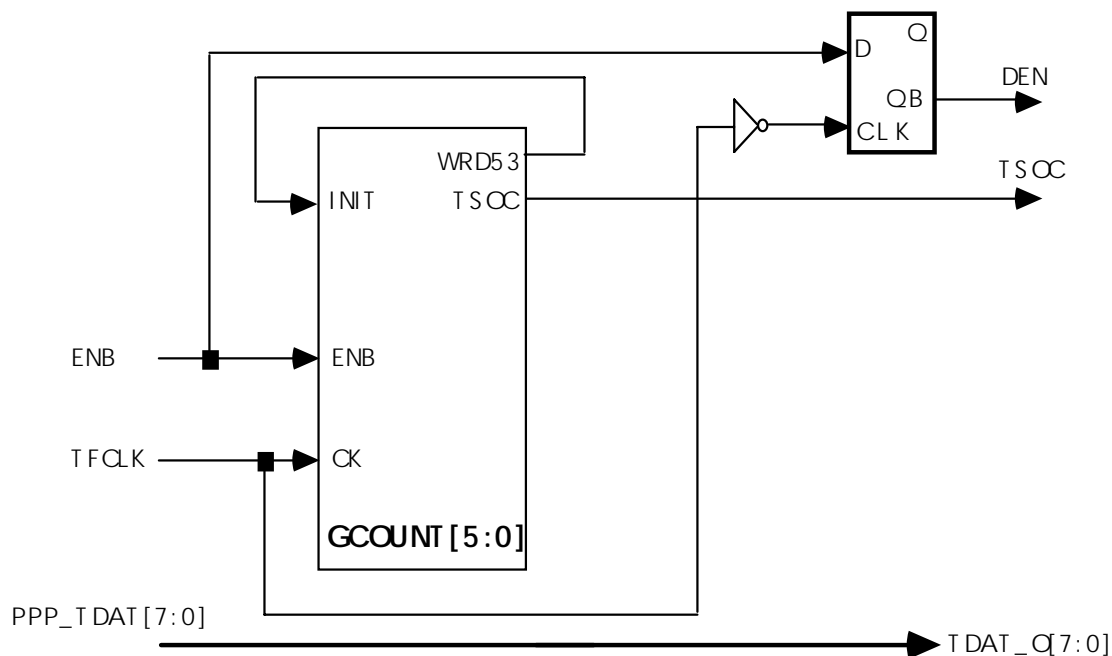 Q
D
DEN
QB
CLK
WRD53
TSOC
INIT
TSOC
ENB
ENB
TFCLK
CK
GCOUNT[5:0]
PPP_TDAT[7:0]
TDAT_O[7:0]